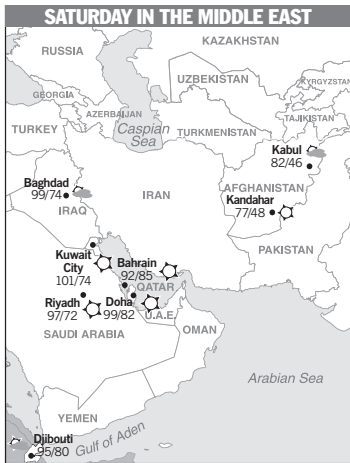 SATURDAY IN THE MIDDLE EAST
KAZAKHSTAN
RUSSIA
UZBEKISTAN
KYRGYZSTAN
GEORGIA
AZERBAIJAN
TAJIKISTAN
TURKEY
Caspian
Sea
TURKMENISTAN
Kabul
82/46
Baghdad
99/74
IRAQ
IRAN
AFGHANISTAN
Kandahar
77/48
PAKISTAN
Kuwait
City
101/74
Bahrain
92/85
QATAR
Riyadh
97/72
Doha
99/82
U.A.E.
SAUDI ARABIA
OMAN
Arabian Sea
YEMEN
Djibouti
95/80
Gulf of Aden